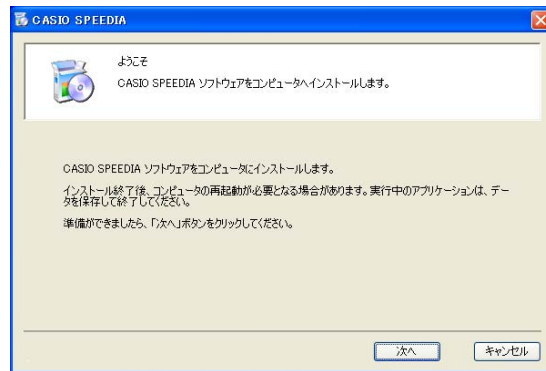 CASIO SPEEDIA
ようこそ
CASIO SPEEDIA ソフトウェアをコンピュータへインストールします。
CASIO SPEEDIA ソフトウェアをコンピュータにインストールします。
インストール終了後、コンピュータの再起動が必要となる場合があります。実行中のアプリケーションは、デー
タを保存して終了してください。
準備ができましたら、「次へ」ボタンをクリックしてください。
次へ
キャンセル